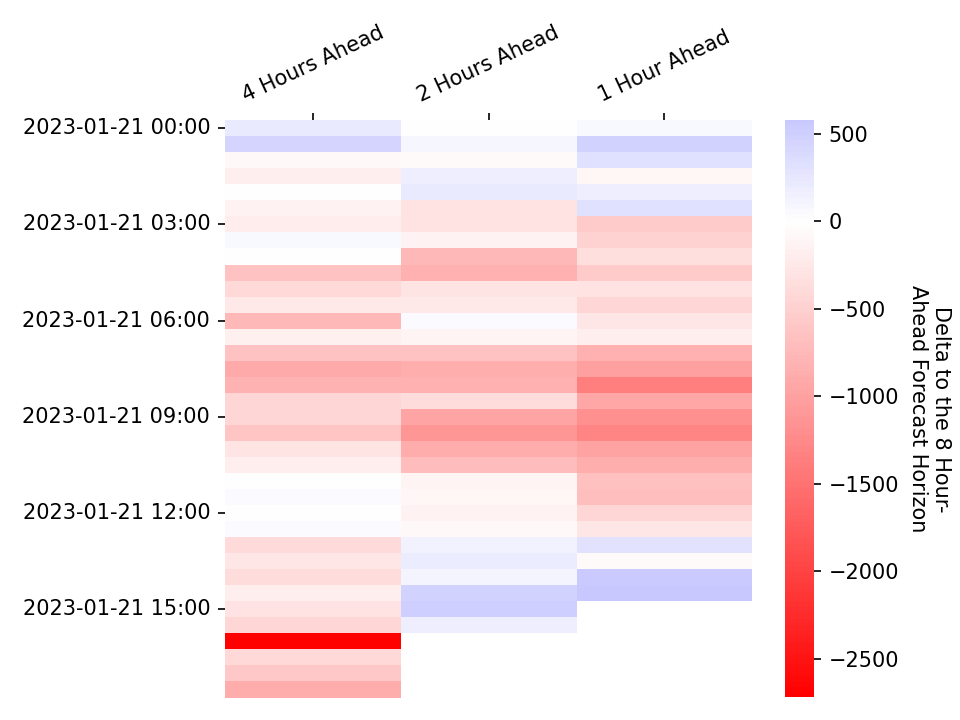 4 Hours Ahead
2 Hours Ahead
1 Hour Ahead
2023-01-21 00:00
2023-01-21 03:00
2023-01-21 06:00
2023-01-21 09:00
2023-01-21 12:00
2023-01-21 15:00
500
0
−500
−1000
−1500
−2000
−2500
Delta to the 8 Hour-
Ahead Forecast Horizon